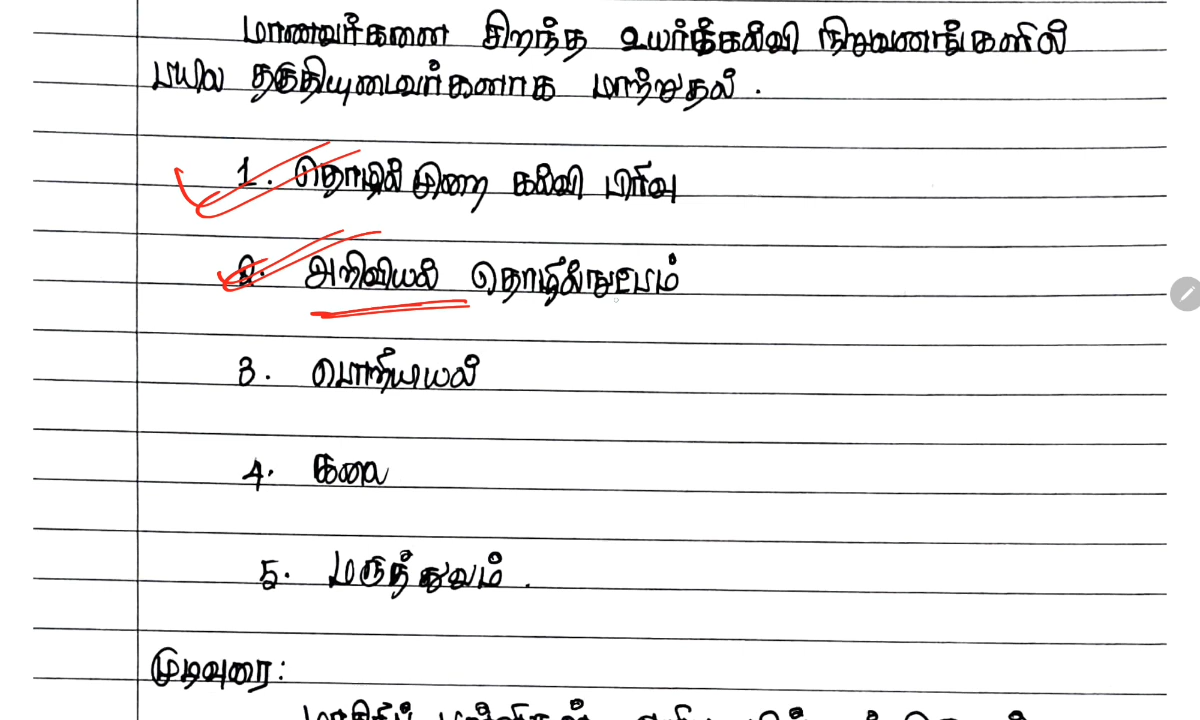 மாணவர்களை சிறந்த உயர்கல்வி நிறுவனங்களில்
பயில தகுதியுடையவர்களாக மாற்றுதல் .
1. தொழில் துறை கல்வி பிரிவு
2. அறிவியல் தொழில்நுட்பம்
3. பொறியியல்
4. கலை
5. மருத்துவம் .
முடிவுரை: